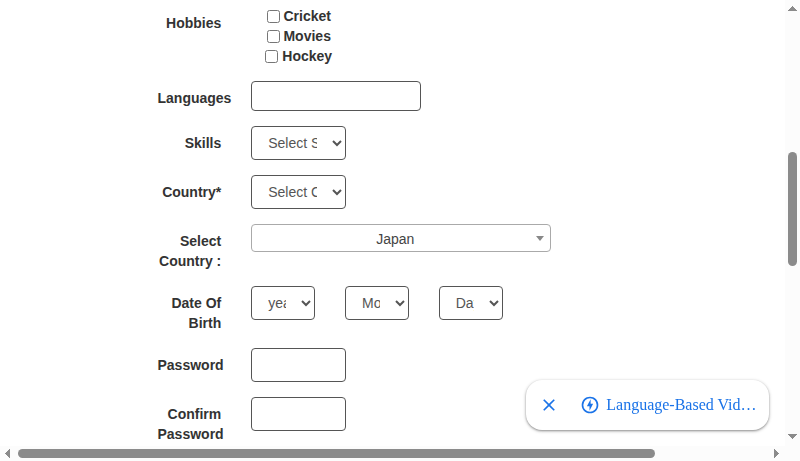 Hobbies
Cricket
Movies
Hockey
Languages
Skills
Select S
Country*
Select C
Select
Country :
Japan
Date Of
Birth
yea
Mo
Da
Password
Confirm
Password
Language-Based Vid…